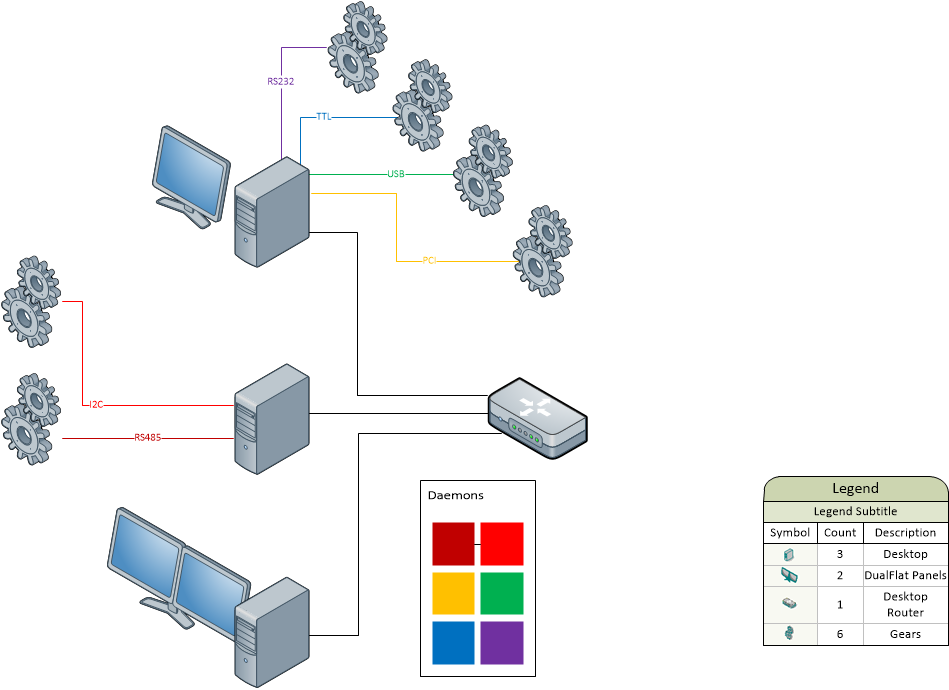 RS232
TTL
USB
PCI
I2C
RS485
Daemons
Legend
Legend Subtitle
Symbol Count Description
3 Desktop
2 DualFlat Panels
1 Desktop
Router
6 Gears